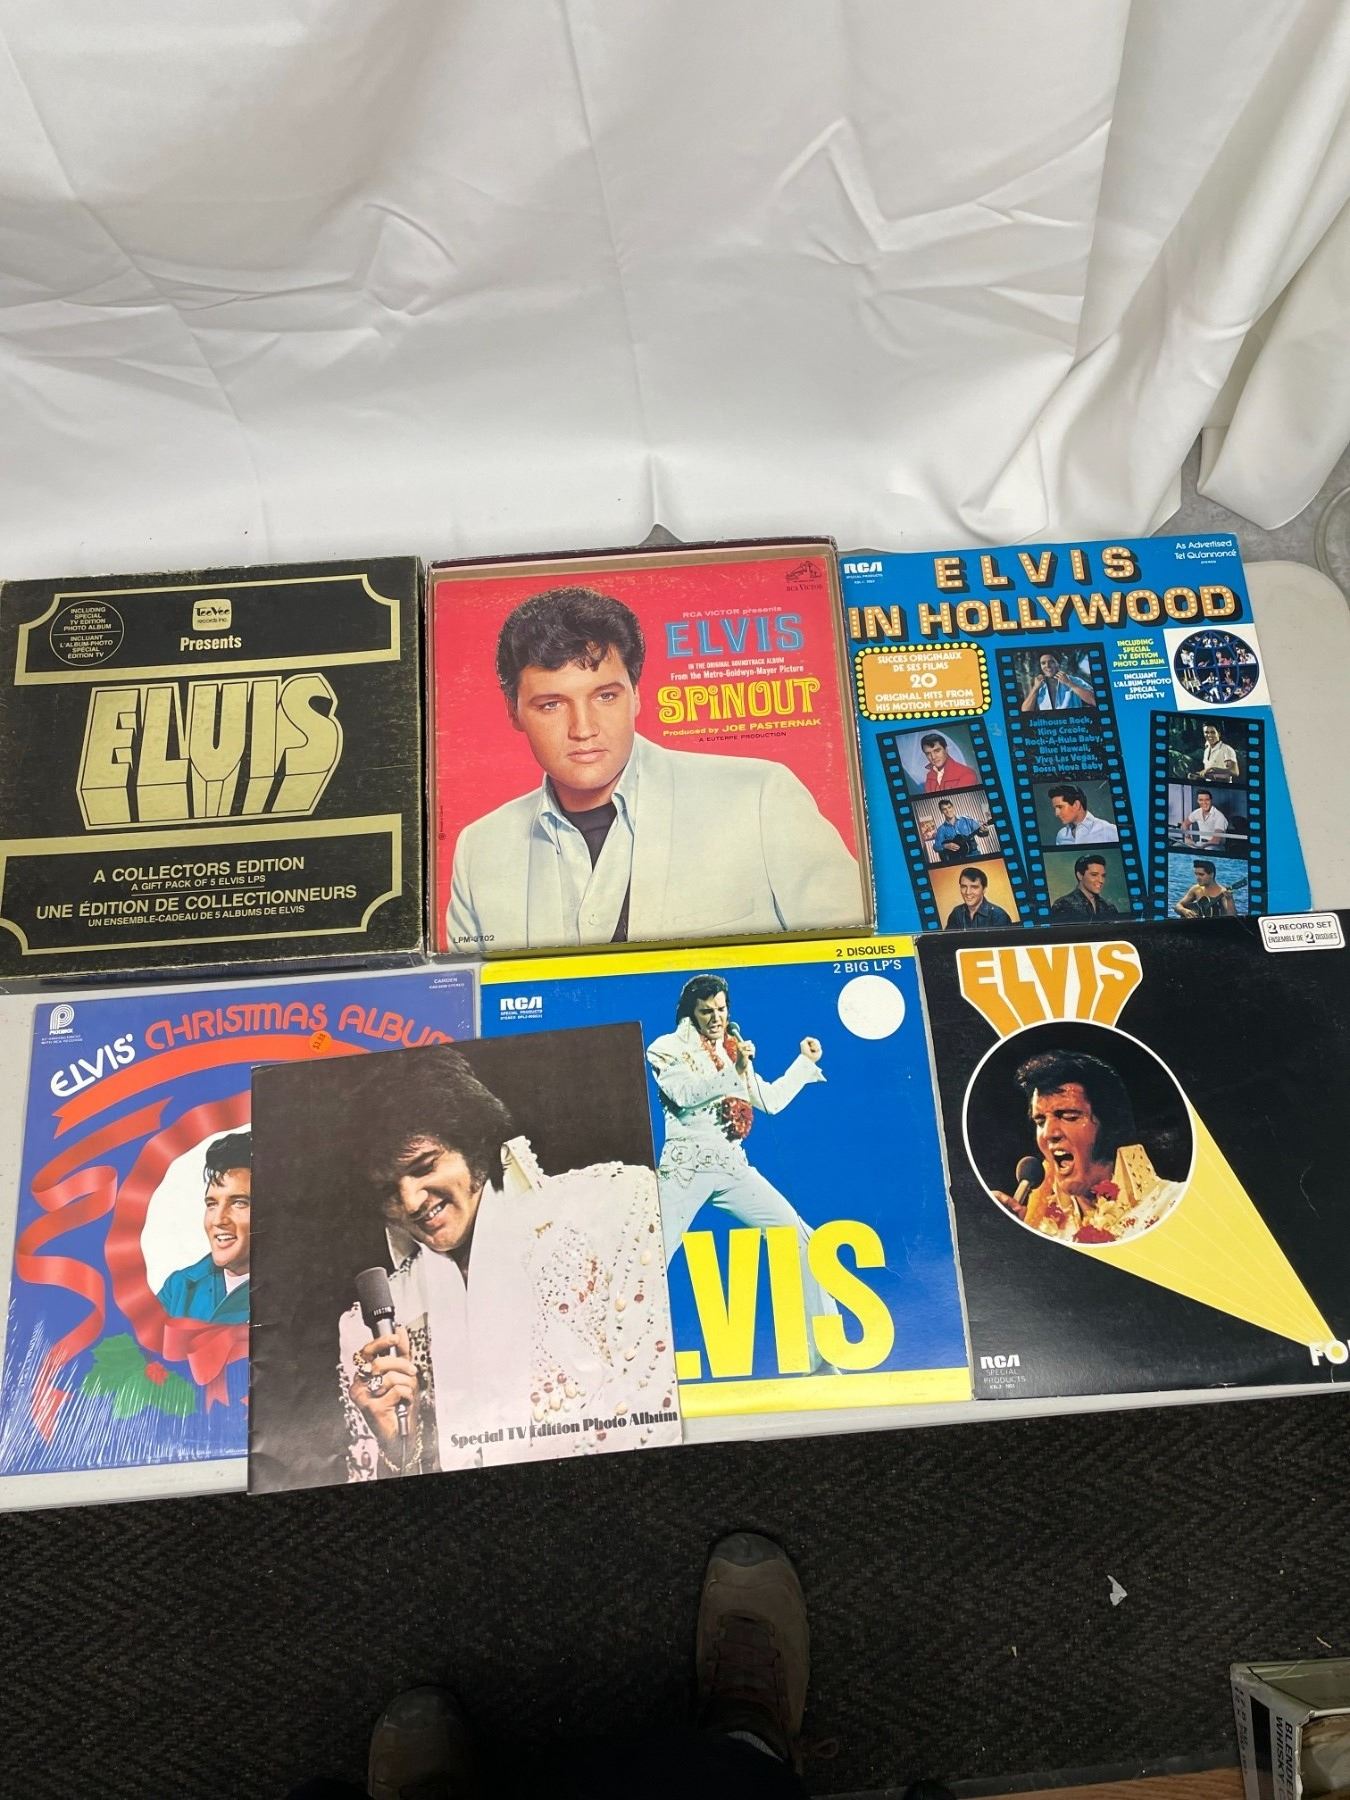 INCLUDING
SPECIAL
TV EDITION
PHOTO ALBUM
INCLUANT
L'ALBUM-PHOTO
SPECIAL
EDITION TV
TeeVee
records inc.
Presents
ELVIS
A COLLECTORS EDITION
A GIFT PACK OF 5 ELVIS LPS
UNE ÉDITION DE COLLECTIONNEURS
UN ENSEMBLE-CADEAU DE 5 ALBUMS DE ELVIS
RCA VICTOR
RCA VICTOR presents
ELVIS
IN THE ORIGINAL SOUNDTRACK ALBUM
From the Metro-Goldwyn-Mayer Picture
SPINOUT
Produced by JOE PASTERNAK
A EUTERPE PRODUCTION
LPM-3702
RCA
SPECIAL PRODUCTS
As Advertised
Tel Qu'annoncé
STEREO
ELVIS
IN HOLLYWOOD
SUCCES ORIGINAUX
DE SES FILMS
20
ORIGINAL HITS FROM
HIS MOTION PICTURES
INCLUDING
SPECIAL
TV EDITION
PHOTO ALBUM
INCLUANT
L'ALBUM-PHOTO
SPECIAL
EDITION TV
Jailhouse Rock,
King Creole,
Rock-A-Hula Baby,
Blue Hawaii,
Viva Las Vegas,
Bossa Nova Baby
P
PICKWICK
CAMDEN
ELVIS' CHRISTMAS ALBUM
Special TV Edition Photo Album
2 DISQUES
2 BIG LP'S
RCA
SPECIAL PRODUCTS
LVIS
2 RECORD SET
ENSEMBLE DE 2 DISQUES
ELVIS
RCA
SPECIAL
PRODUCTS
FO
BLENDED
WHISKY